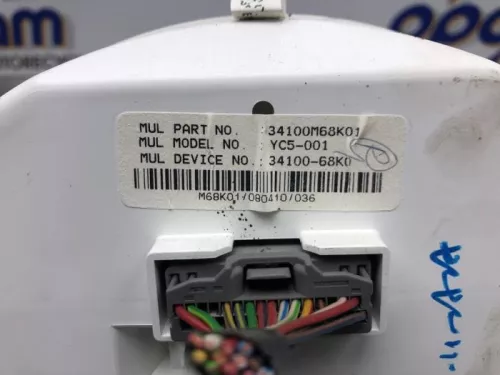 MUL PART NO. :34100M68K01
MUL MODEL NO. YC5-001
MUL DEVICE NO.:34100-68K0
M68K01/080410/036